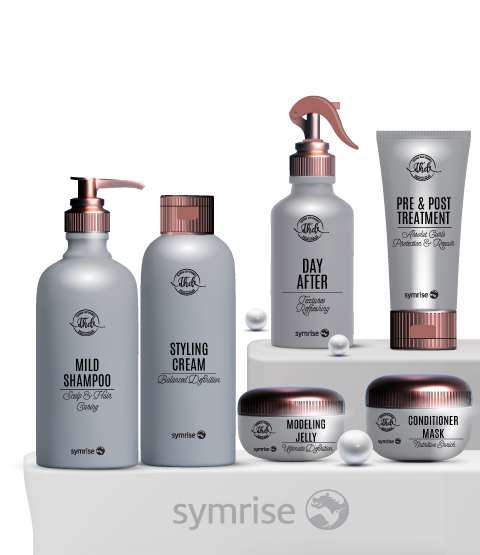 DAY
AFTER
Textures
Refreshing
symrise
PRE & POST
TREATMENT
Absolut Curls
Protection & Repair
symrise
MILD
SHAMPOO
Scalp & Hair
Caring
symrise
STYLING
CREAM
Balanced Definition
symrise
MODELING
JELLY
Ultimate Definition
symrise
CONDITIONER
MASK
Nutritive Enrich
symrise
symrise